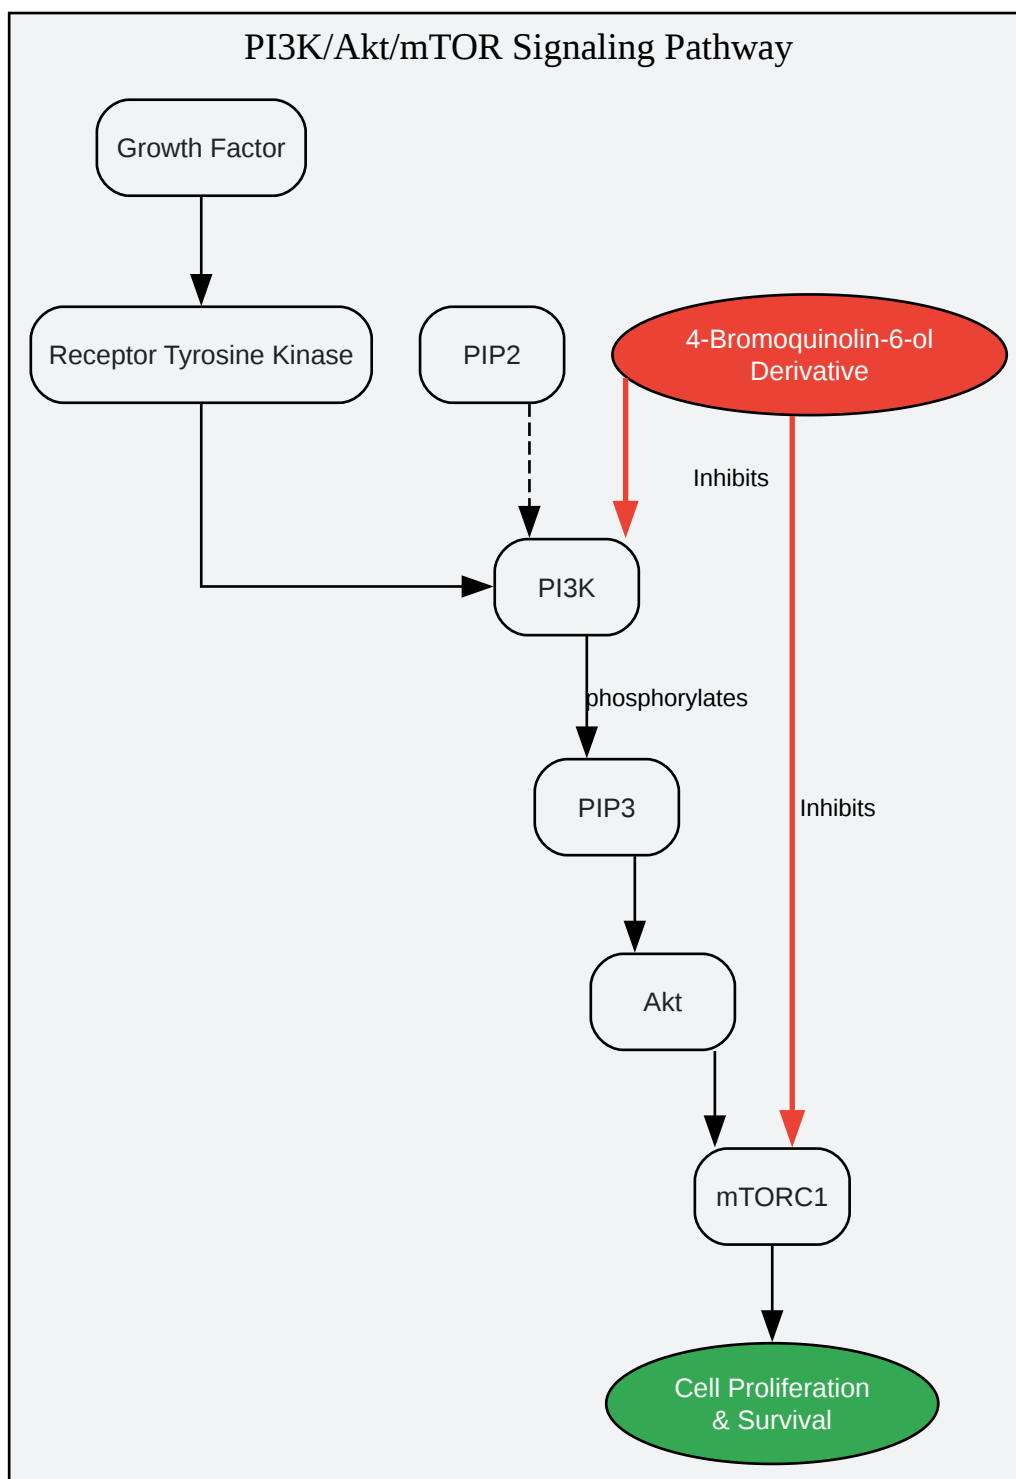 PI3K/Akt/mTOR Signaling Pathway
Growth Factor
Receptor Tyrosine Kinase
PIP2
4-Bromoquinolin-6-ol
Derivative
Inhibits
PI3K
phosphorylates
PIP3
Inhibits
Akt
mTORC1
Cell Proliferation
& Survival